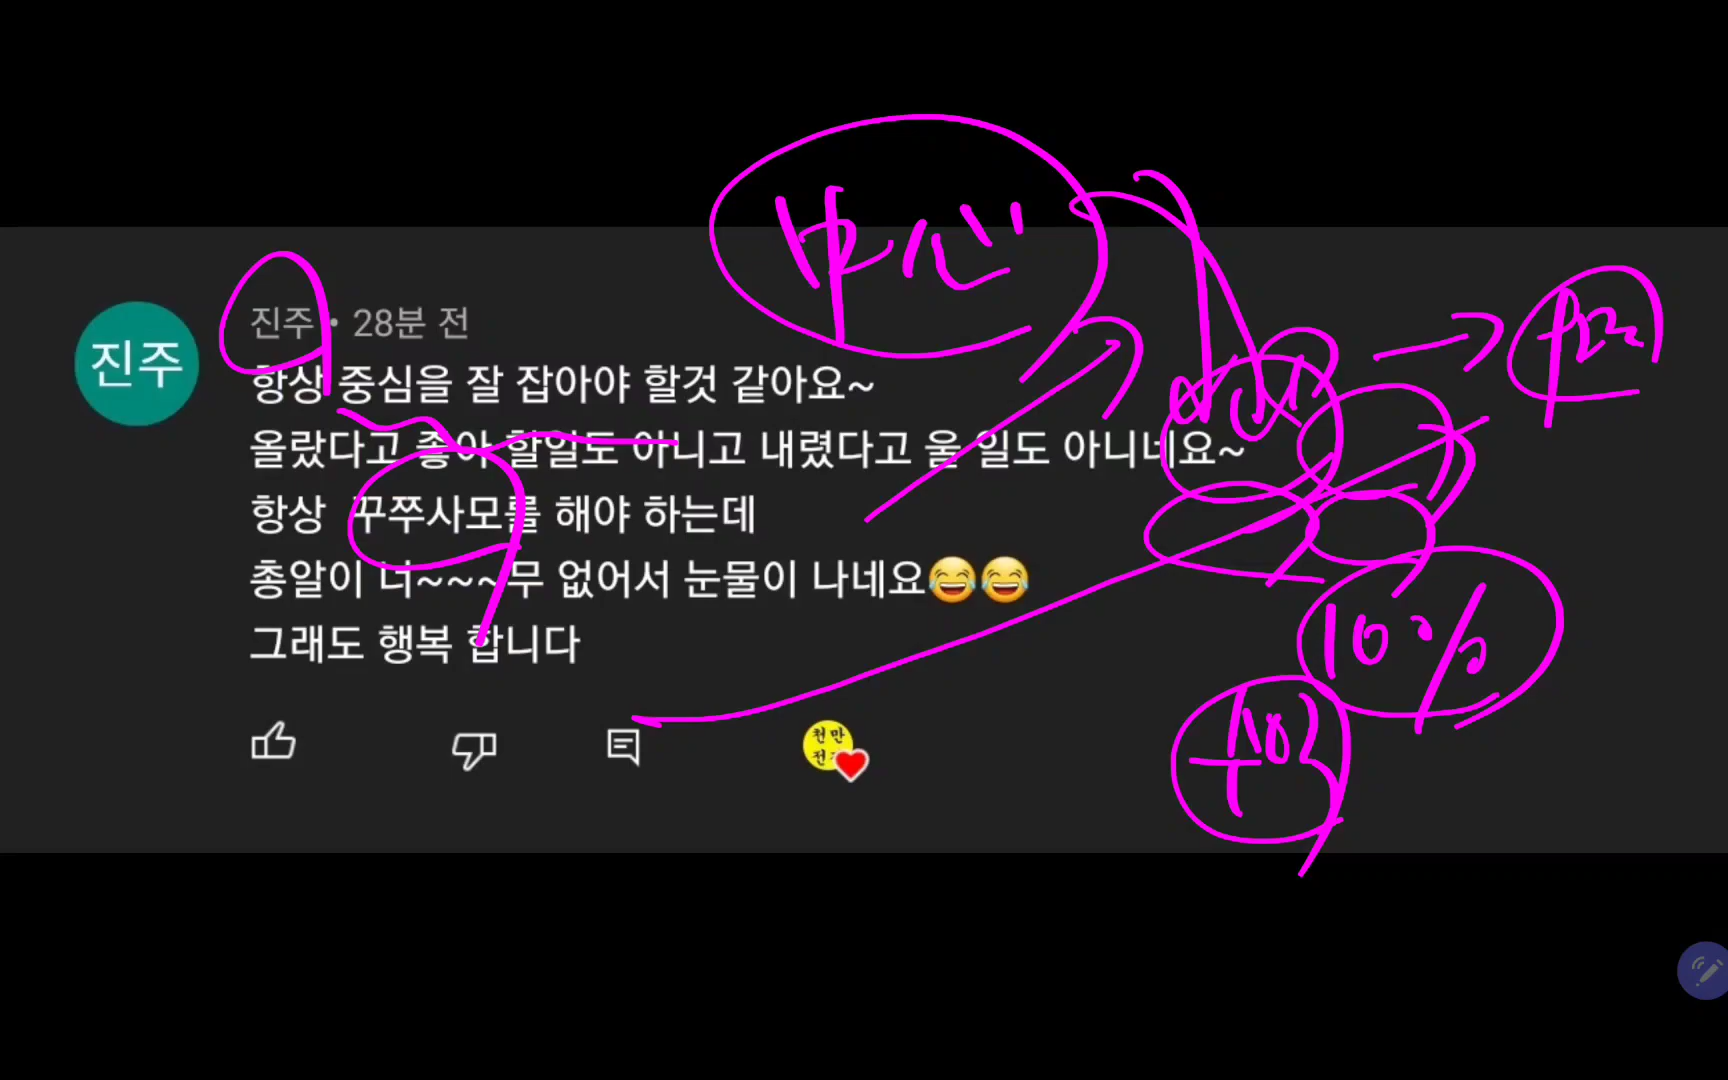 中心
진주
진주 • 28분 전
항상 중심을 잘 잡아야 할것 같아요~
올랐다고 좋아 할일도 아니고 내렸다고 울 일도 아니네요~
항상 꾸쭈사모를 해야 하는데
총알이 너~~~무 없어서 눈물이 나네요😂😂
그래도 행복 합니다
10%
천만